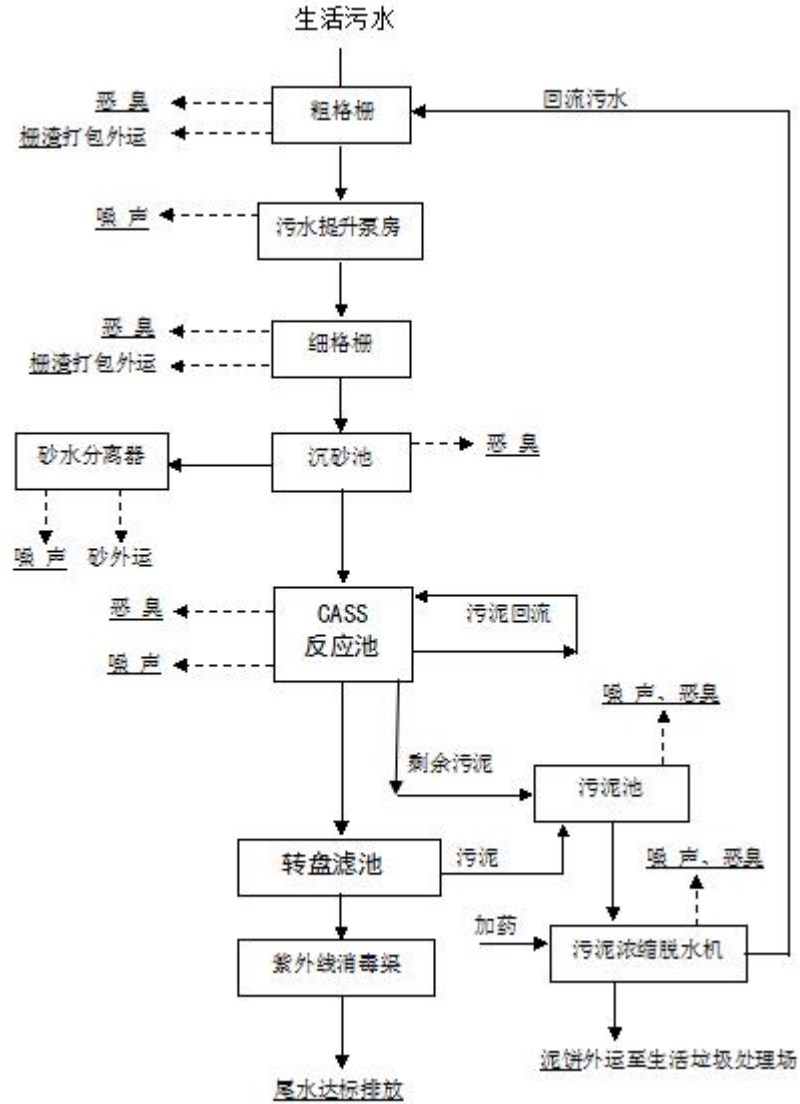 生活污水
恶 臭
粗格栅
回流污水
栅渣打包外运
噪 声
污水提升泵房
恶 臭
细格栅
栅渣打包外运
砂水分离器
沉砂池
恶 臭
噪 声
砂外运
恶 臭
CASS
反应池
污泥回流
噪 声
噪 声、恶臭
剩余污泥
污泥池
转盘滤池
污泥
噪 声、恶臭
加药
紫外线消毒渠
污泥浓缩脱水机
泥饼外运至生活垃圾处理场
尾水达标排放